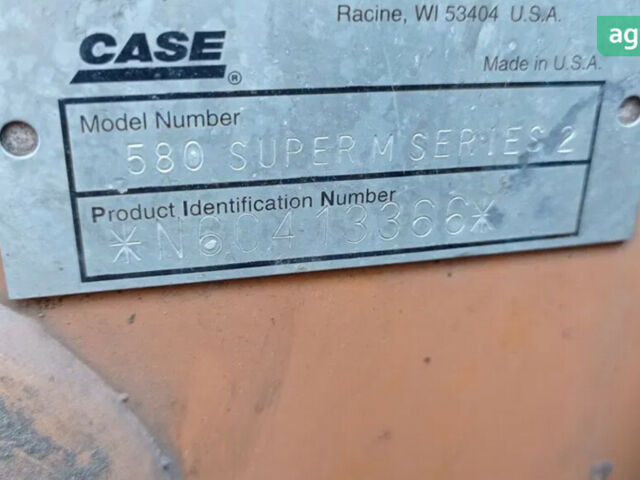 Racine, WI 53404 U.S.A.
ag
CASE®
Made in U.S.A.
Model Number
580 SUPER M SERIES 2
Product Identification Number
*N6C413366*